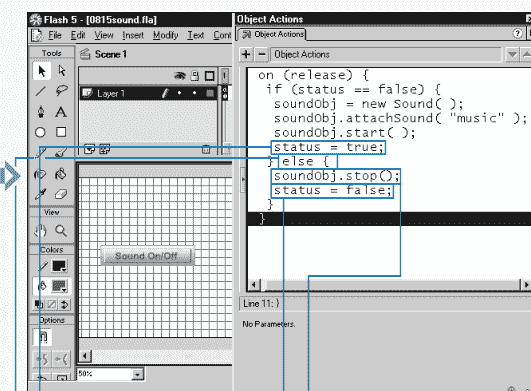 Flash 5 - [0815sound.fla]
File Edit View Insert Modify Text Cont
Tools
Scene 1
Layer 1
View
Colors
Options
Sound On/Off
50%
Object Actions
Object Actions
Object Actions
on (release) {
if (status == false) {
soundObj = new Sound( );
soundObj.attachSound( "music" );
soundObj.start( );
status = true;
} else {
soundObj.stop();
status = false;
}
}
Line 11: }
No Parameters.